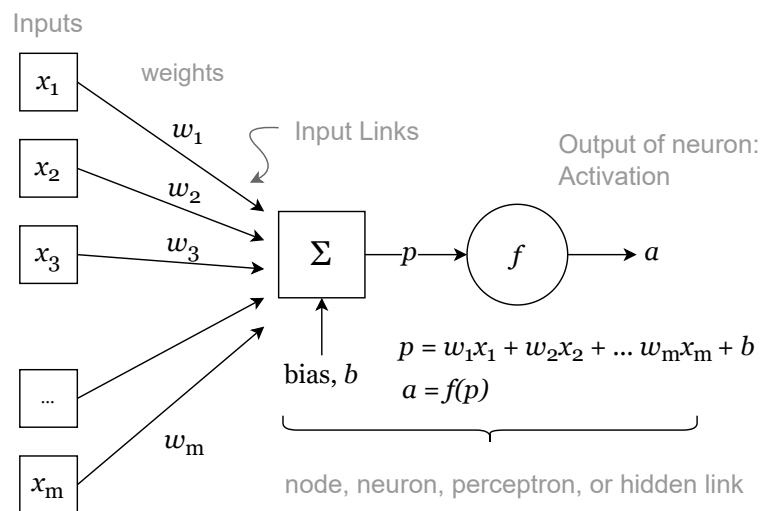 Inputs
x₁
weights
w₁
Input Links
Output of neuron:
Activation
x₂
w₂
x₃
w₃
Σ
p
f
a
p = w₁x₁ + w₂x₂ + ... wₘxₘ + b
bias, b
a = f(p)
...
wₘ
xₘ
node, neuron, perceptron, or hidden link